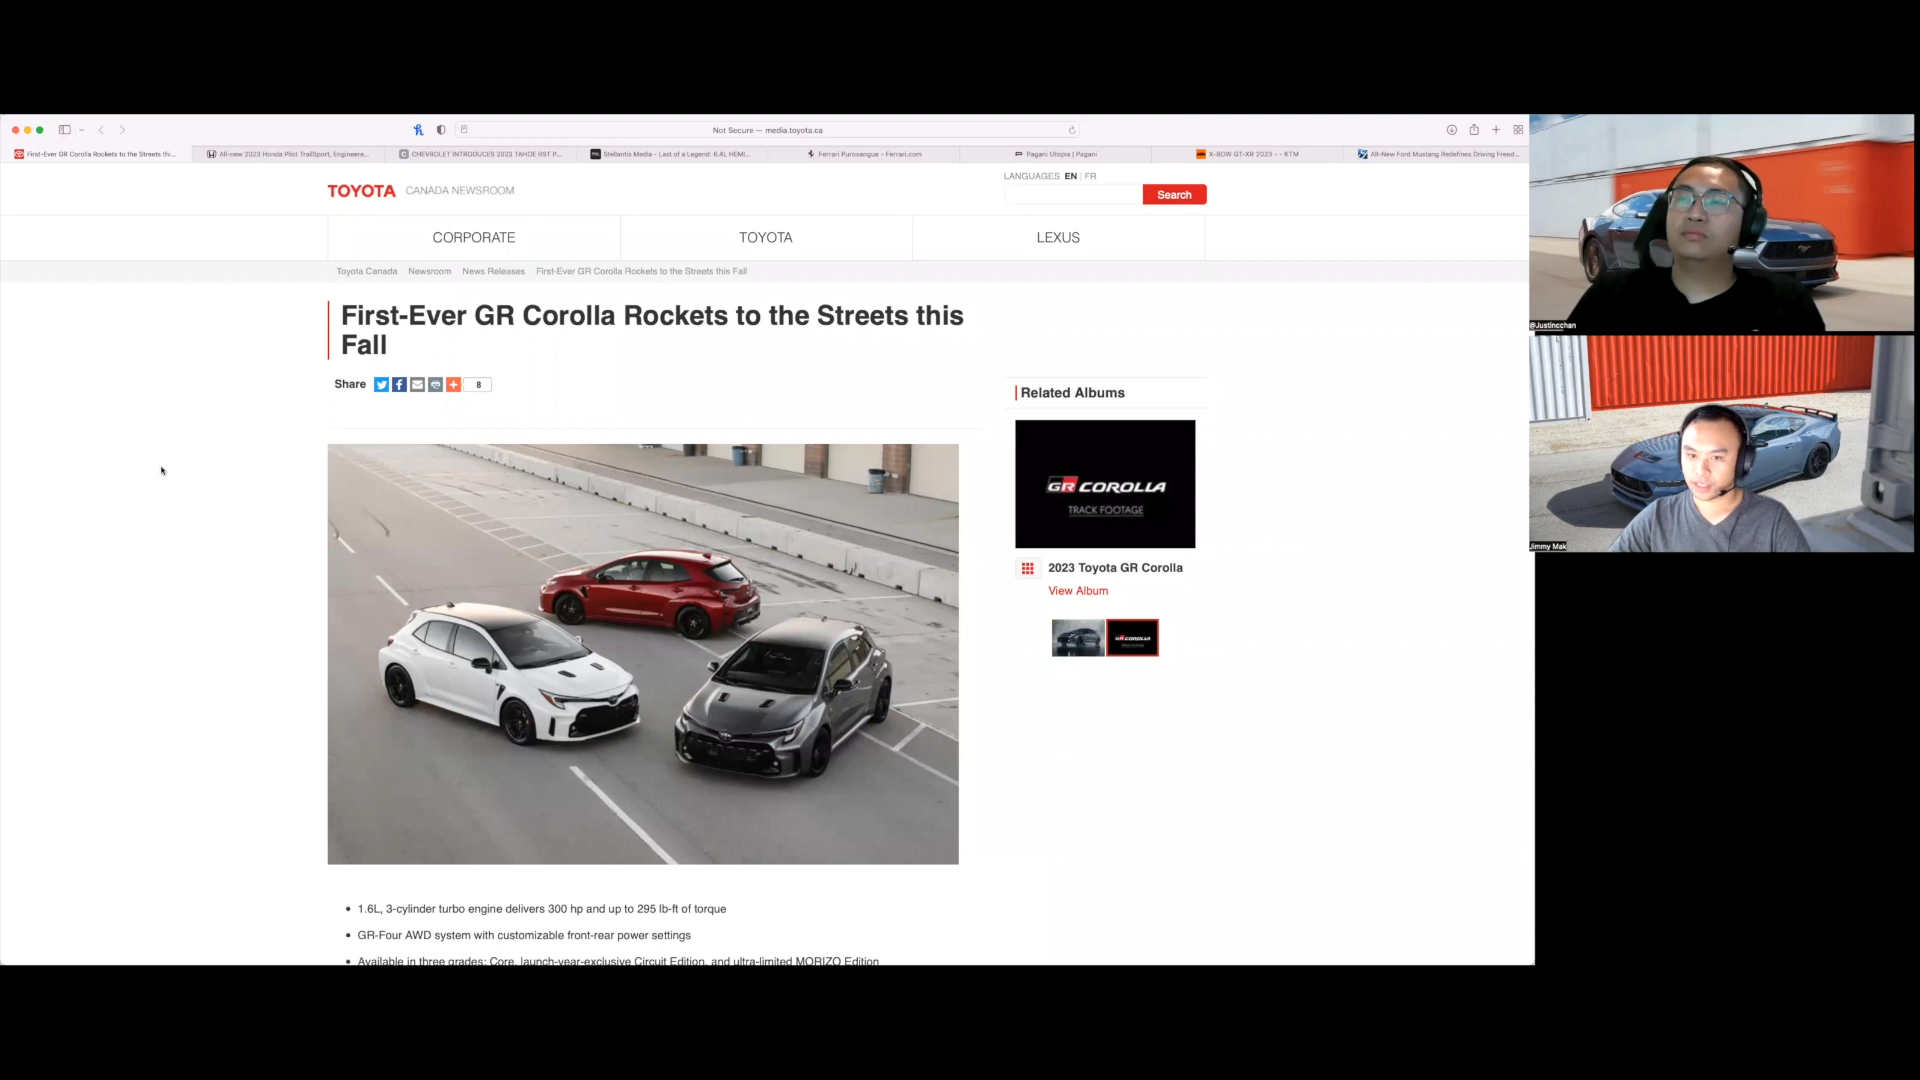 Not Secure — media.toyota.ca
First-Ever GR Corolla Rockets to the Streets thi...
All-new 2023 Honda Pilot TrailSport, Engineere...
CHEVROLET INTRODUCES 2023 TAHOE RST P...
Stellantis Media - Last of a Legend: 6.4L HEMI...
Ferrari Purosangue - Ferrari.com
Pagani Utopia | Pagani
X-BOW GT-XR 2023 - - KTM
All-New Ford Mustang Redefines Driving Freed...
TOYOTA CANADA NEWSROOM
LANGUAGES EN | FR
Search
CORPORATE
TOYOTA
LEXUS
Toyota Canada Newsroom News Releases First-Ever GR Corolla Rockets to the Streets this Fall
First-Ever GR Corolla Rockets to the Streets this
Fall
Share
8
Related Albums
GR COROLLA
TRACK FOOTAGE
2023 Toyota GR Corolla
View Album
GR COROLLA
• 1.6L, 3-cylinder turbo engine delivers 300 hp and up to 295 lb-ft of torque
• GR-Four AWD system with customizable front-rear power settings
• Available in three grades: Core, launch-year-exclusive Circuit Edition, and ultra-limited MORIZO Edition
@Justincchan
Jimmy Mak